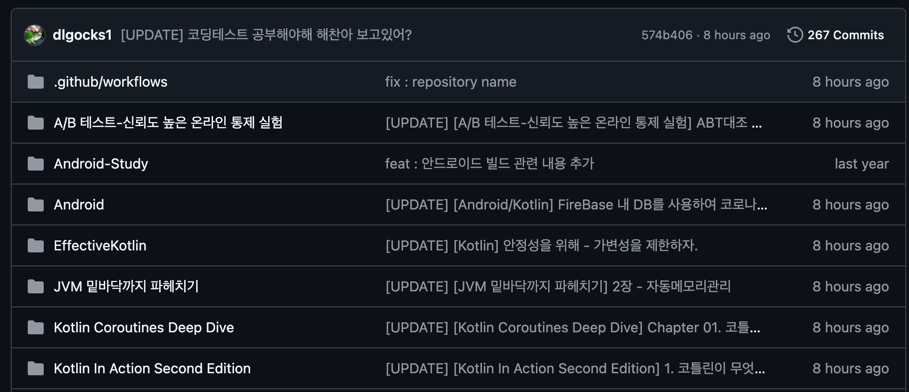 dlgocks1 [UPDATE] 코딩테스트 공부해야해 해찬아 보고있어? 574b406 · 8 hours ago 267 Commits
.github/workflows fix : repository name 8 hours ago
A/B 테스트-신뢰도 높은 온라인 통제 실험 [UPDATE] [A/B 테스트-신뢰도 높은 온라인 통제 실험] ABT대조 ... 8 hours ago
Android-Study feat : 안드로이드 빌드 관련 내용 추가 last year
Android [UPDATE] [Android/Kotlin] FireBase 내 DB를 사용하여 코로나... 8 hours ago
EffectiveKotlin [UPDATE] [Kotlin] 안정성을 위해 - 가변성을 제한하자. 8 hours ago
JVM 밑바닥까지 파헤치기 [UPDATE] [JVM 밑바닥까지 파헤치기] 2장 - 자동메모리관리 8 hours ago
Kotlin Coroutines Deep Dive [UPDATE] [Kotlin Coroutines Deep Dive] Chapter 01. 코틀... 8 hours ago
Kotlin In Action Second Edition [UPDATE] [Kotlin In Action Second Edition] 1. 코틀린이 무엇... 8 hours ago